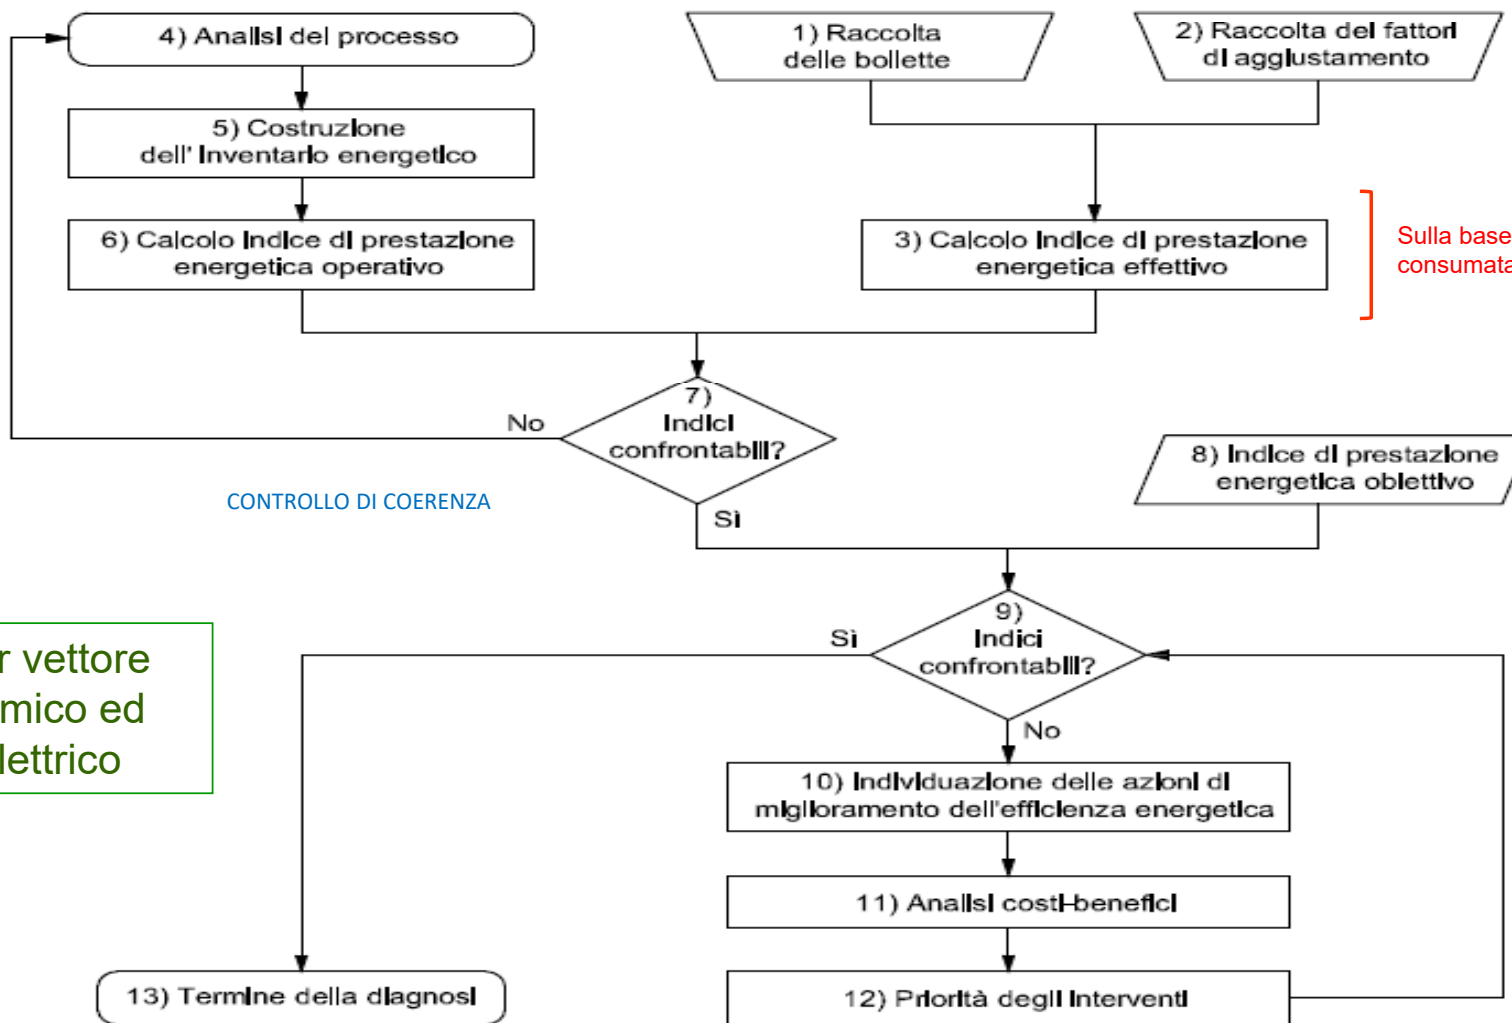 4) Analisi del processo
1) Raccolta
delle bollette
2) Raccolta dei fattori
di aggiustamento
5) Costruzione
dell' inventario energetico
6) Calcolo indice di prestazione
energetica operativo
3) Calcolo indice di prestazione
energetica effettivo
Sulla base
consumata
7)
Indici
confrontabili?
No
Sì
CONTROLLO DI COERENZA
8) Indice di prestazione
energetica obiettivo
9)
Indici
confrontabili?
Sì
No
r vettore
mico ed
lettrico
10) Individuazione delle azioni di
miglioramento dell'efficienza energetica
11) Analisi costi-benefici
12) Priorità degli interventi
13) Termine della diagnosi